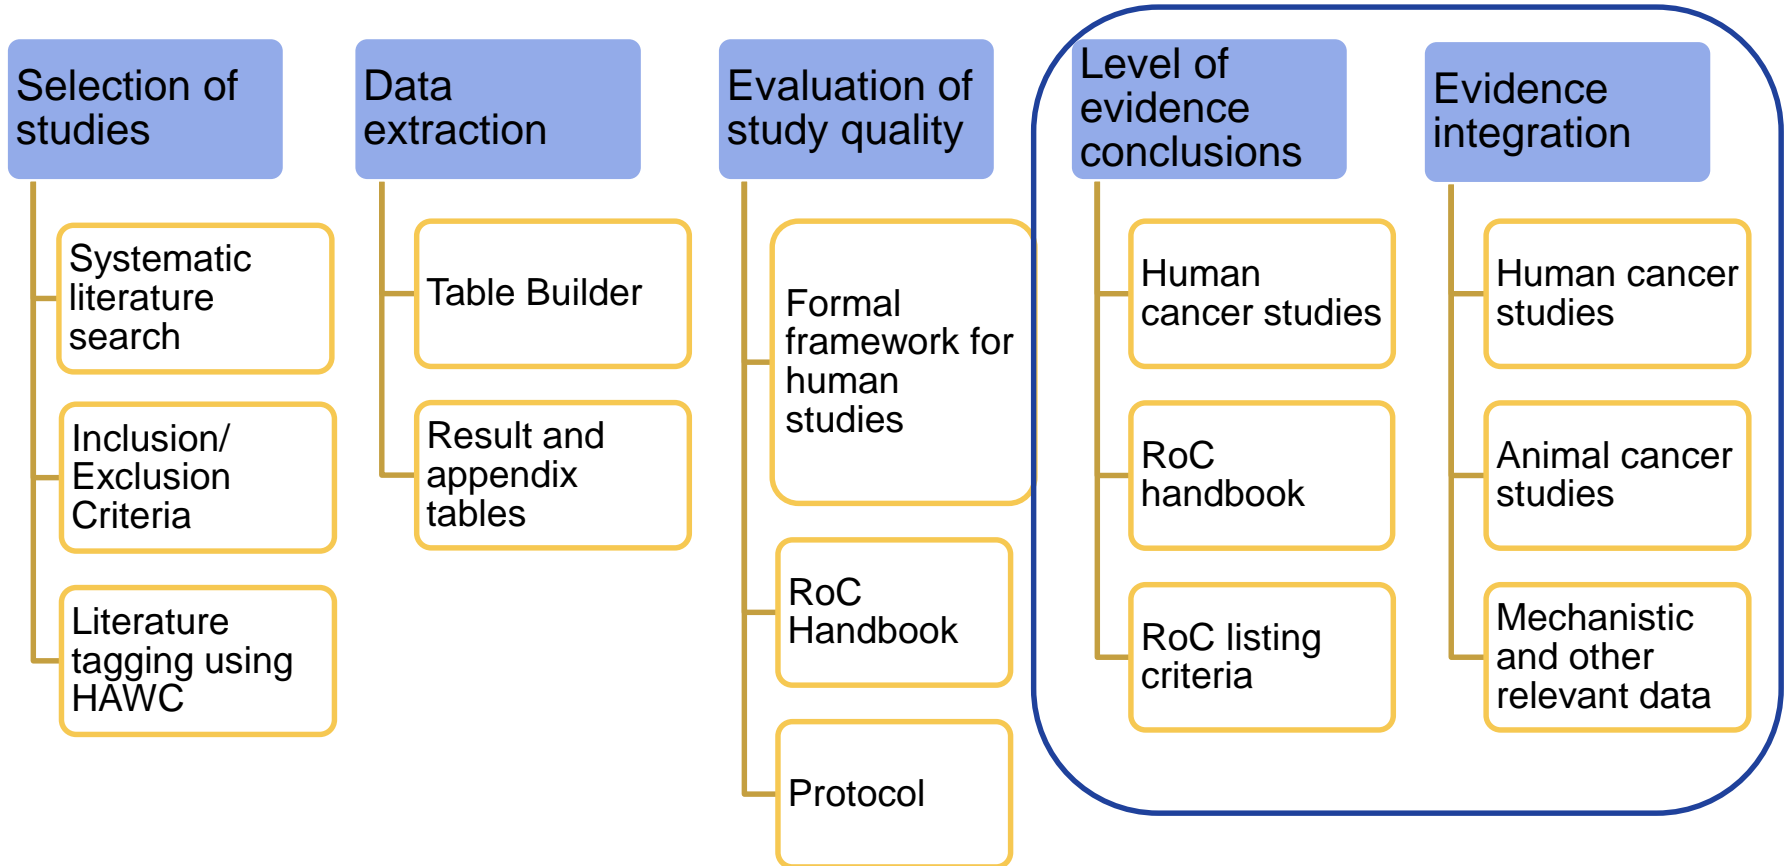 Selection of
studies
Systematic
literature
search
Inclusion/
Exclusion
Criteria
Literature
tagging using
HAWC
Data
extraction
Table Builder
Result and
appendix
tables
Evaluation of
study quality
Formal
framework for
human
studies
RoC
Handbook
Protocol
Level of
evidence
conclusions
Human
cancer studies
RoC
handbook
RoC listing
criteria
Evidence
integration
Human cancer
studies
Animal cancer
studies
Mechanistic
and other
relevant data